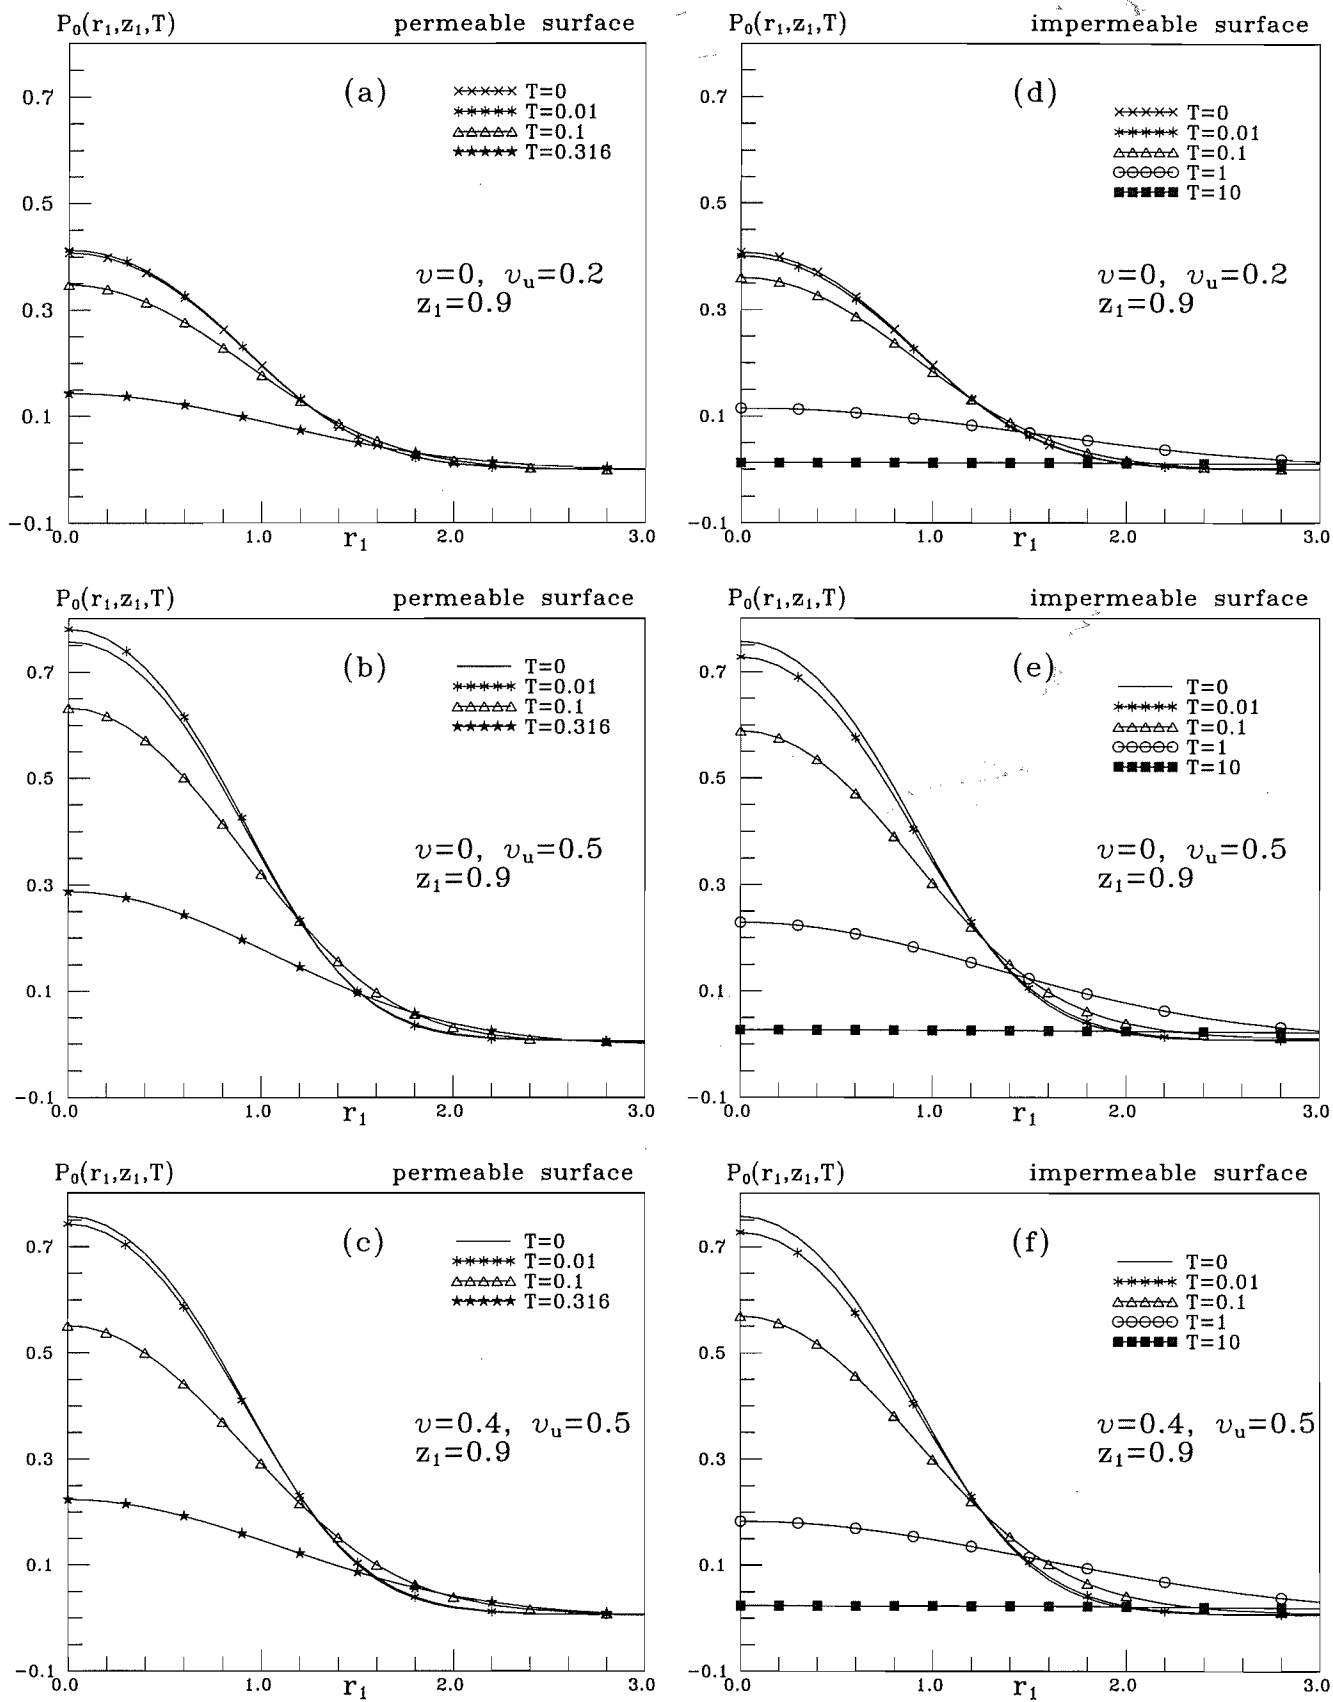 P₀(r₁,z₁,T) permeable surface
(a)
T=0
T=0.01
T=0.1
T=0.316
0.7
0.5
0.3
0.1
-0.1
υ=0, υᵤ=0.2
z₁=0.9
0.0 1.0 2.0 3.0
r₁
impermeable surface
(d)
T=0
T=0.01
T=0.1
T=1
T=10
0.7
0.5
0.3
0.1
-0.1
υ=0, υᵤ=0.2
z₁=0.9
0.0 1.0 2.0 3.0
r₁
P₀(r₁,z₁,T)
P₀(r₁,z₁,T) permeable surface
(b)
T=0
T=0.01
T=0.1
T=0.316
0.7
0.5
0.3
0.1
-0.1
υ=0, υᵤ=0.5
z₁=0.9
0.0 1.0 2.0 3.0
r₁
P₀(r₁,z₁,T) impermeable surface
(e)
T=0
T=0.01
T=0.1
T=1
T=10
0.7
0.5
0.3
0.1
-0.1
υ=0, υᵤ=0.5
z₁=0.9
0.0 1.0 2.0 3.0
r₁
P₀(r₁,z₁,T) permeable surface
(c)
T=0
T=0.01
T=0.1
T=0.316
0.7
0.5
0.3
0.1
-0.1
υ=0.4, υᵤ=0.5
z₁=0.9
0.0 1.0 2.0 3.0
r₁
P₀(r₁,z₁,T) impermeable surface
(f)
T=0
T=0.01
T=0.1
T=1
T=10
0.7
0.5
0.3
0.1
-0.1
υ=0.4, υᵤ=0.5
z₁=0.9
0.0 1.0 2.0 3.0
r₁